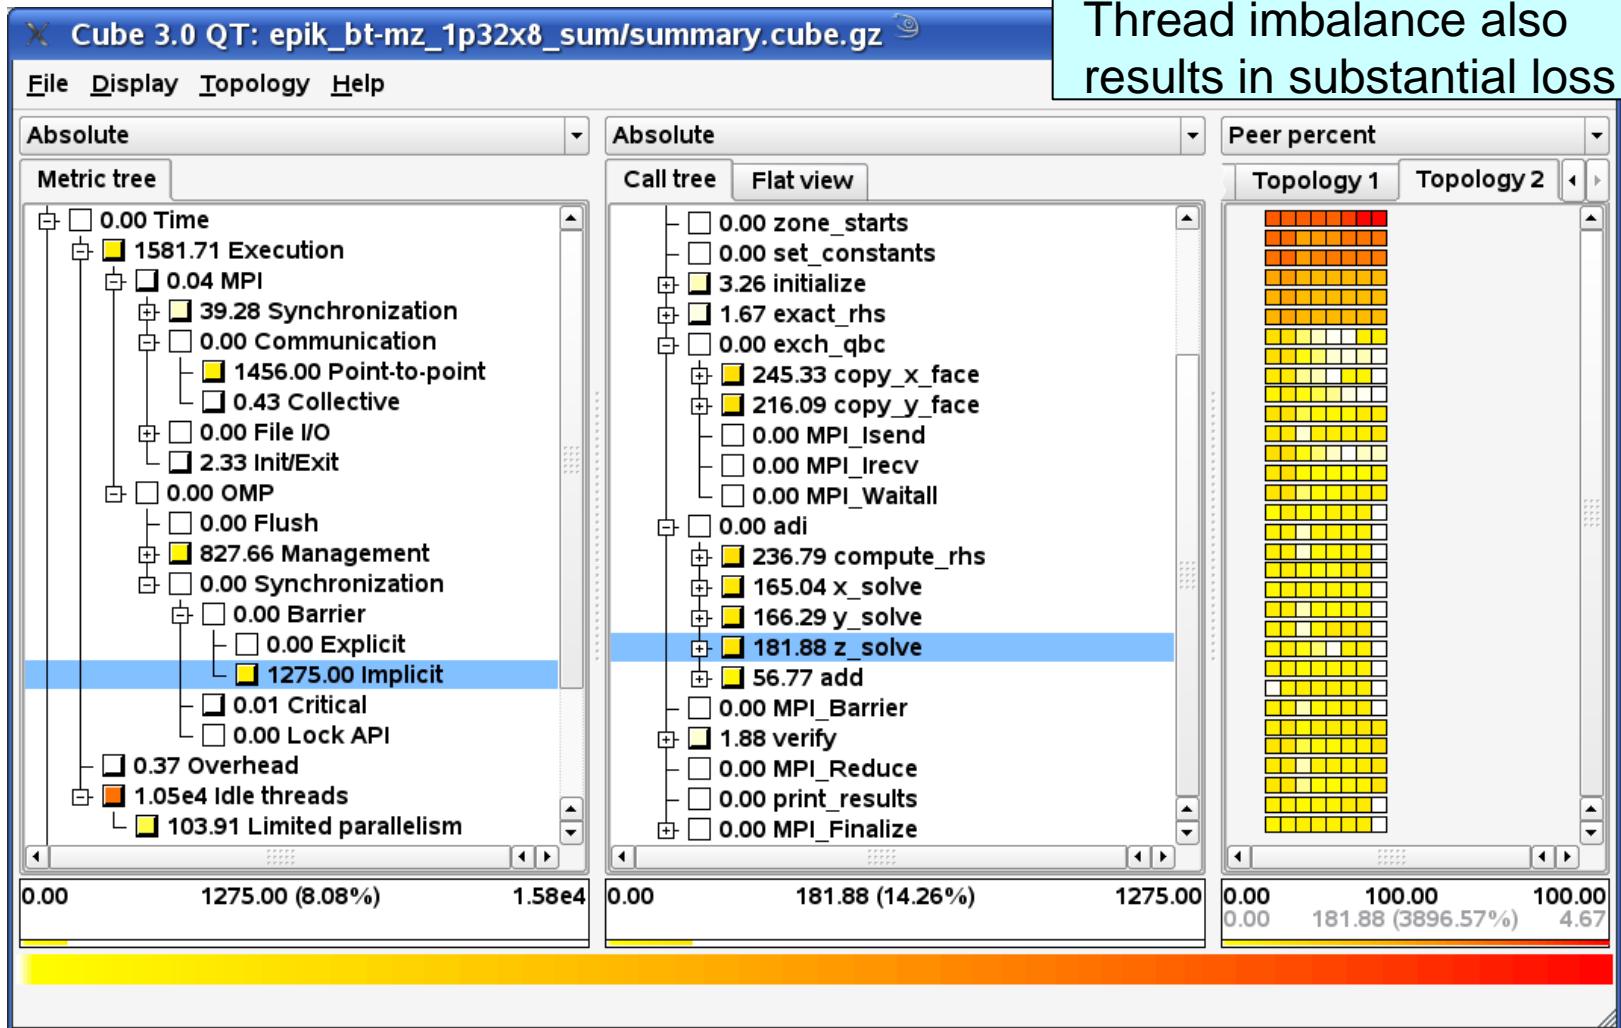 Thread imbalance also
results in substantial loss
Cube 3.0 QT: epik_bt-mz_1p32x8_sum/summary.cube.gz
File Display Topology Help
Absolute
Metric tree
0.00 Time
1581.71 Execution
0.04 MPI
39.28 Synchronization
0.00 Communication
1456.00 Point-to-point
0.43 Collective
0.00 File I/O
2.33 Init/Exit
0.00 OMP
0.00 Flush
827.66 Management
0.00 Synchronization
0.00 Barrier
0.00 Explicit
1275.00 Implicit
0.01 Critical
0.00 Lock API
0.37 Overhead
1.05e4 Idle threads
103.91 Limited parallelism
0.00 1275.00 (8.08%) 1.58e4
Absolute
Call tree Flat view
0.00 zone_starts
0.00 set_constants
3.26 initialize
1.67 exact_rhs
0.00 exch_qbc
245.33 copy_x_face
216.09 copy_y_face
0.00 MPI_Isend
0.00 MPI_Irecv
0.00 MPI_Waitall
0.00 adi
236.79 compute_rhs
165.04 x_solve
166.29 y_solve
181.88 z_solve
56.77 add
0.00 MPI_Barrier
1.88 verify
0.00 MPI_Reduce
0.00 print_results
0.00 MPI_Finalize
0.00 181.88 (14.26%) 1275.00
Peer percent
Topology 1 Topology 2
0.00 100.00 100.00
0.00 181.88 (3896.57%) 4.67